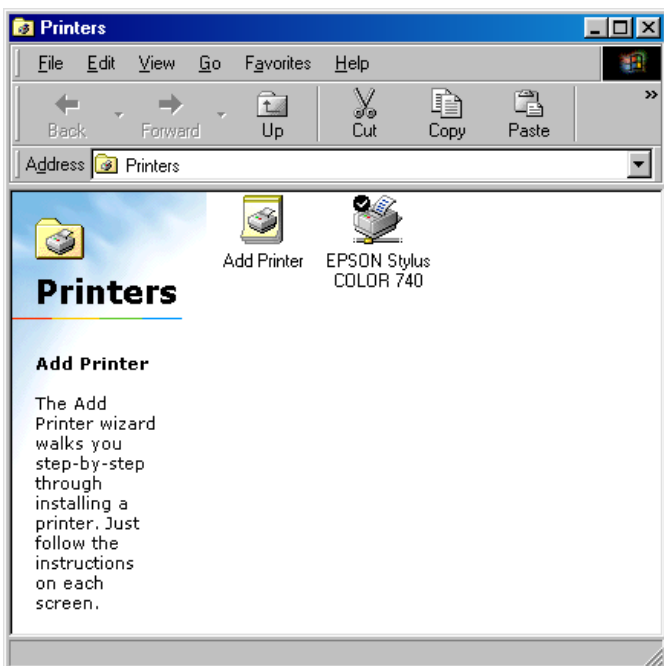 Printers
File Edit View Go Favorites Help
Back Forward Up Cut Copy Paste »
Address Printers
Add Printer EPSON Stylus
COLOR 740
Printers
Add Printer
The Add
Printer wizard
walks you
step-by-step
through
installing a
printer. Just
follow the
instructions
on each
screen.